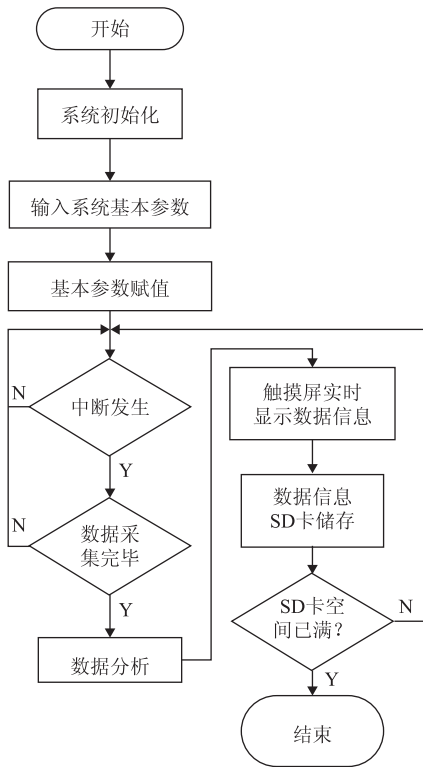 开始
系统初始化
输入系统基本参数
基本参数赋值
N
中断发生
Y
N
数据采
集完毕
Y
数据分析
触摸屏实时
显示数据信息
数据信息
SD卡储存
SD卡空
间已满?
N
Y
结束